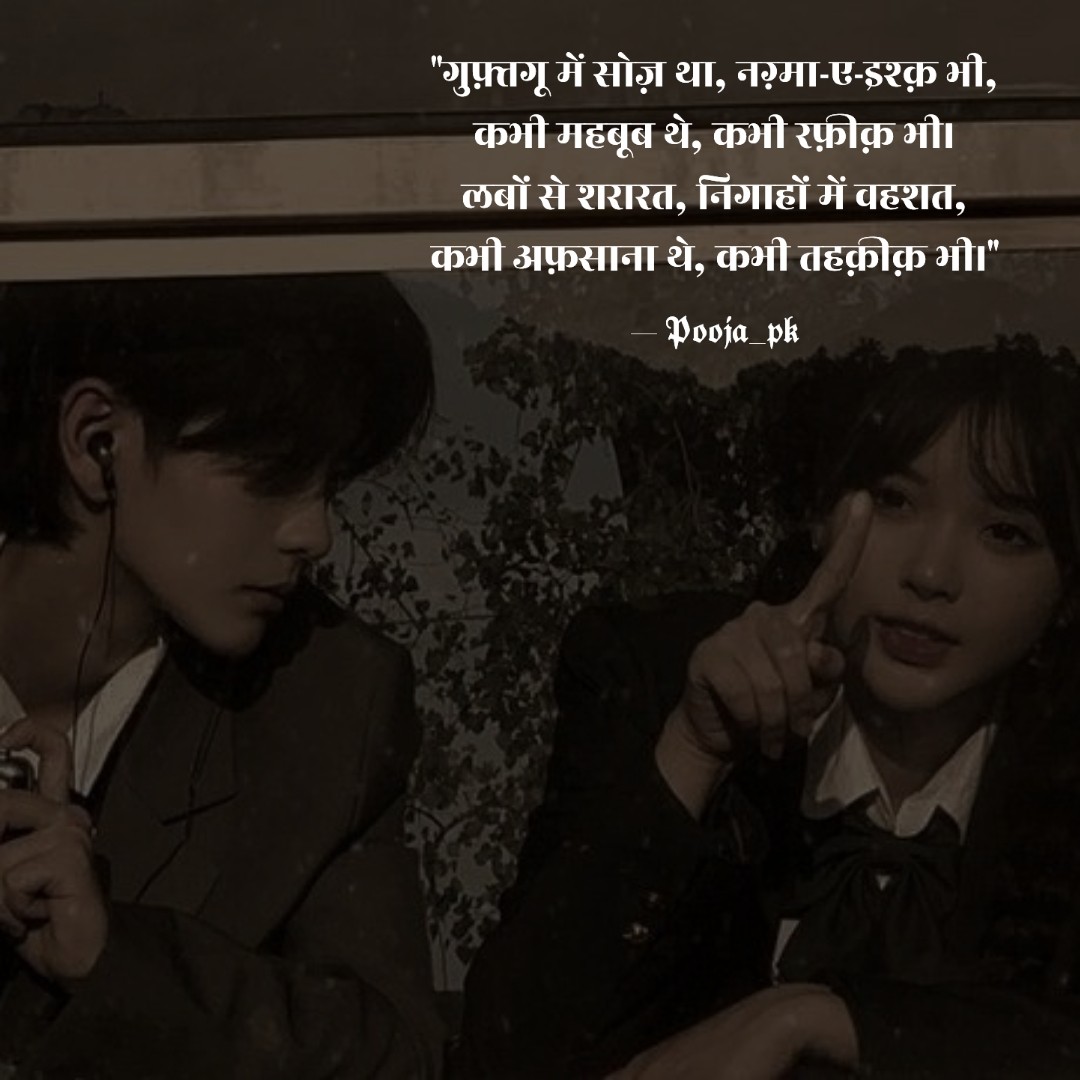 "गुफ़्तगू में सोज़ था, नग़्मा-ए-इश्क़ भी,
कभी महबूब थे, कभी रफ़ीक़ भी।
लबों से शरारत, निगाहों में वहशत,
कभी अफ़साना थे, कभी तहक़ीक़ भी।"
— Pooja_pk